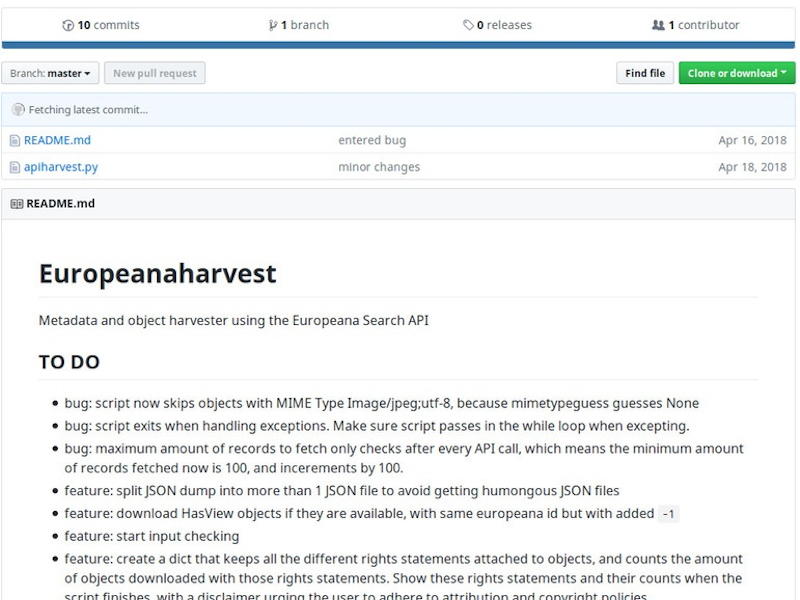 10 commits 1 branch 0 releases 1 contributor
Branch: master New pull request Find file Clone or download
Fetching latest commit...
README.md entered bug Apr 16, 2018
apiharvest.py minor changes Apr 18, 2018
README.md
Europeanaharvest
Metadata and object harvester using the Europeana Search API
TO DO
bug: script now skips objects with MIME Type Image/jpeg;utf-8, because mimetypeguess guesses None
bug: script exits when handling exceptions. Make sure script passes in the while loop when excepting.
bug: maximum amount of records to fetch only checks after every API call, which means the minimum amount
of records fetched now is 100, and incerements by 100.
feature: split JSON dump into more than 1 JSON file to avoid getting humongous JSON files
feature: download HasView objects if they are available, with same europeana id but with added -1
feature: start input checking
feature: create a dict that keeps all the different rights statements attached to objects, and counts the amount
of objects downloaded with those rights statements. Show these rights statements and their counts when the
script finishes, with a disclaimer urging the user to adhere to attribution and copyright policies.